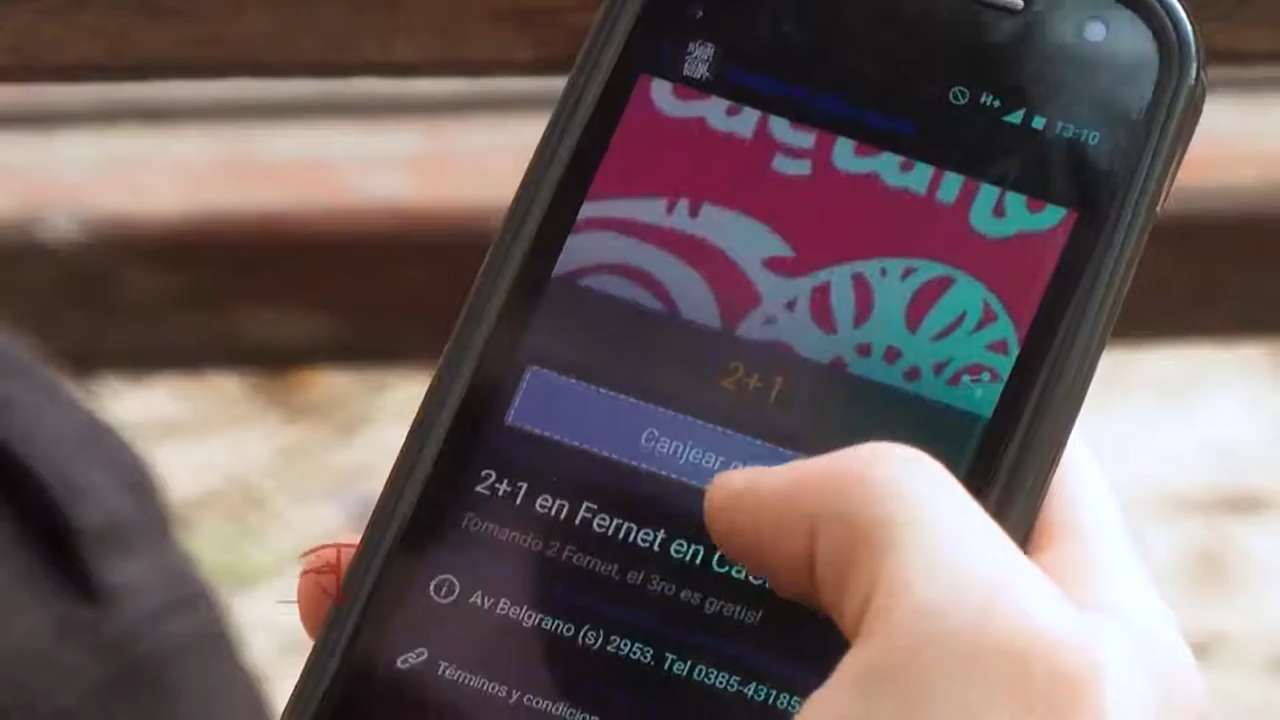 H+ 13:10
2+1
Canjear
2+1 en Fernet en
Tomando 2 Fernet, el 3ro es gratis!
Av Belgrano (s) 2953. Tel 0385-43185
Términos y condicion